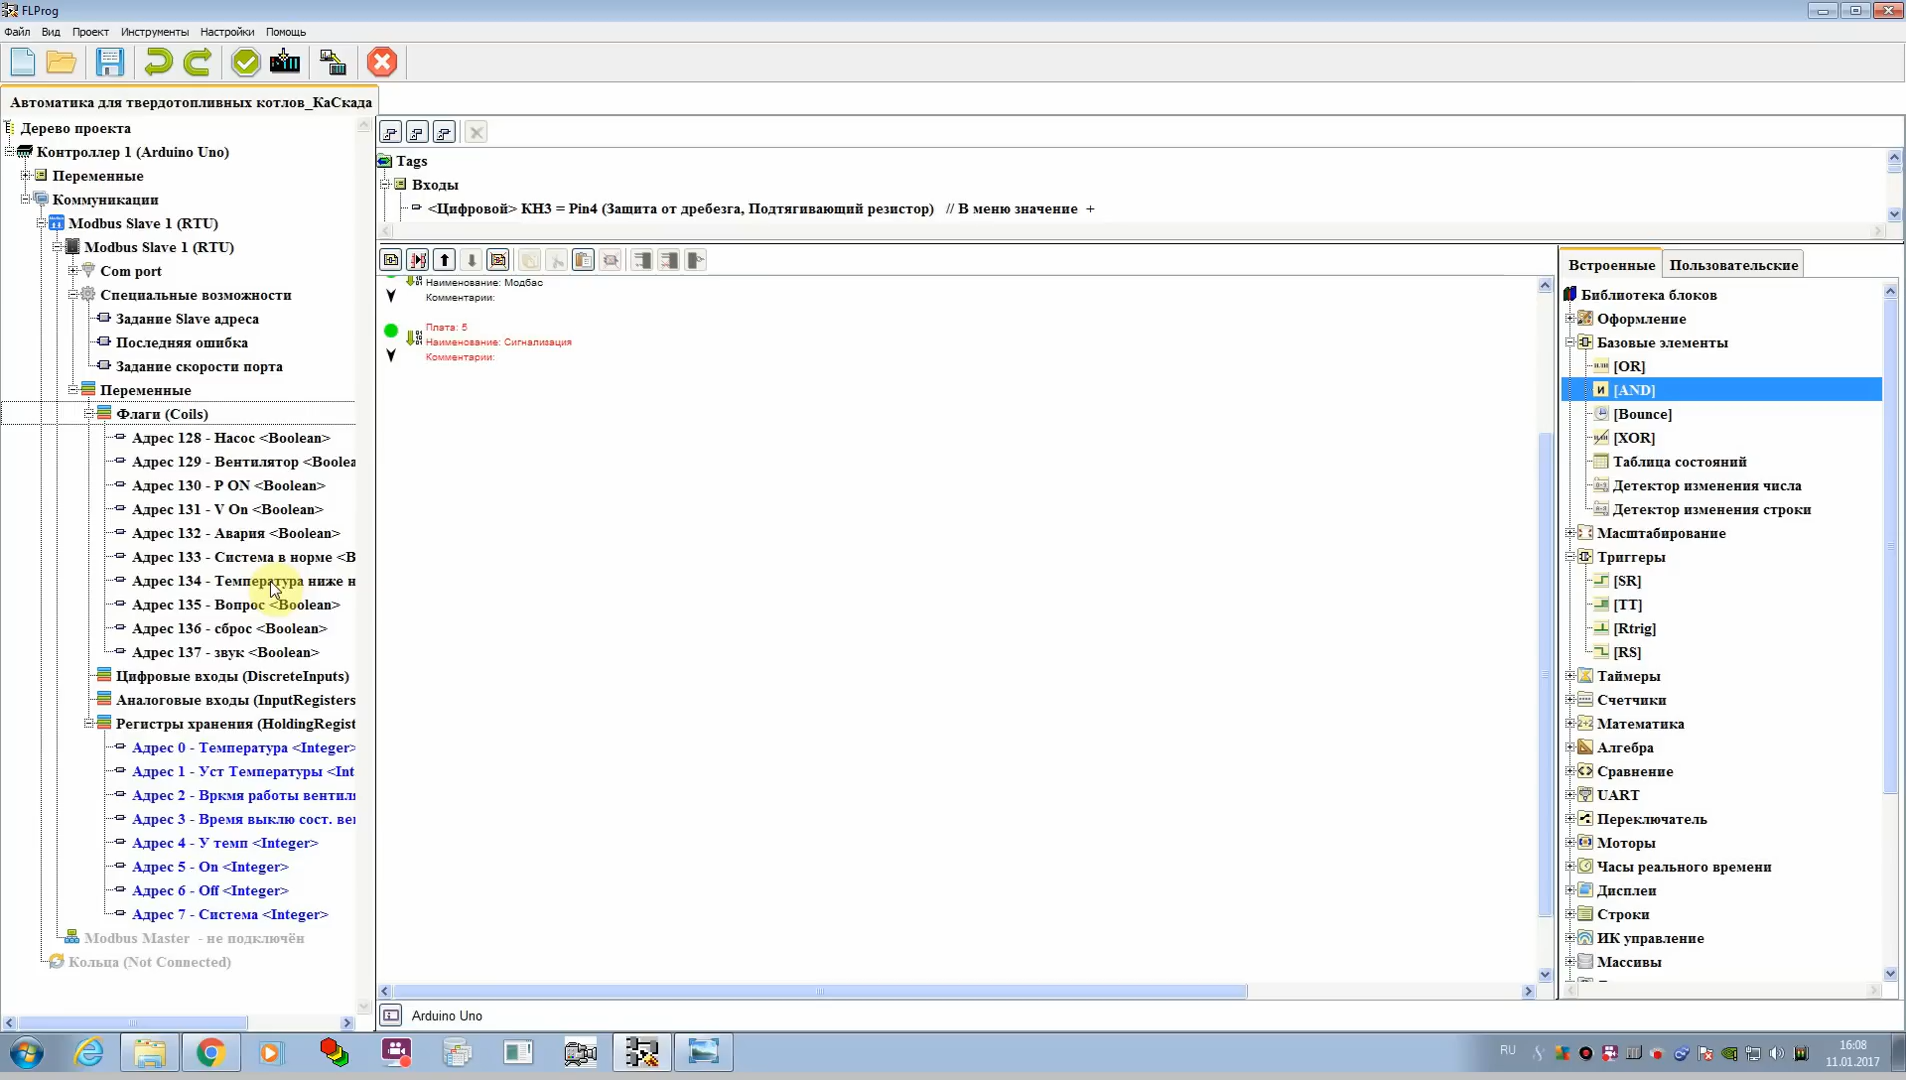 FLProg
Файл Вид Проект Инструменты Настройки Помощь
Автоматика для твердотопливных котлов_КаСкада
Дерево проекта
Контроллер 1 (Arduino Uno)
Переменные
Коммуникации
Modbus Slave 1 (RTU)
Modbus Slave 1 (RTU)
Com port
Специальные возможности
Задание Slave адреса
Последняя ошибка
Задание скорости порта
Переменные
Флаги (Coils)
Адрес 128 - Насос <Boolean>
Адрес 129 - Вентилятор <Boolea
Адрес 130 - P ON <Boolean>
Адрес 131 - V On <Boolean>
Адрес 132 - Авария <Boolean>
Адрес 133 - Система в норме <B
Адрес 134 - Температура ниже н
Адрес 135 - Вопрос <Boolean>
Адрес 136 - сброс <Boolean>
Адрес 137 - звук <Boolean>
Цифровые входы (DiscreteInputs)
Аналоговые входы (InputRegisters
Регистры хранения (HoldingRegist
Адрес 0 - Температура <Integer>
Адрес 1 - Уст Температуры <Int
Адрес 2 - Вркмя работы вентиля
Адрес 3 - Время выклю сост. вен
Адрес 4 - У темп <Integer>
Адрес 5 - On <Integer>
Адрес 6 - Off <Integer>
Адрес 7 - Система <Integer>
Modbus Master - не подключён
Кольца (Not Connected)
Tags
Входы
<Цифровой> КН3 = Pin4 (Защита от дребезга, Подтягивающий резистор) // В меню значение +
Наименование: Модбас
Комментарии:
Плата: 5
Наименование: Сигнализация
Комментарии:
Arduino Uno
Встроенные Пользовательские
Библиотека блоков
Оформление
Базовые элементы
[OR]
И [AND]
[Bounce]
[XOR]
Таблица состояний
Детектор изменения числа
Детектор изменения строки
Масштабирование
Триггеры
[SR]
[TT]
[Rtrig]
[RS]
Таймеры
Счетчики
Математика
Алгебра
Сравнение
UART
Переключатель
Моторы
Часы реального времени
Дисплеи
Строки
ИК управление
Массивы
RU
16:08
11.01.2017